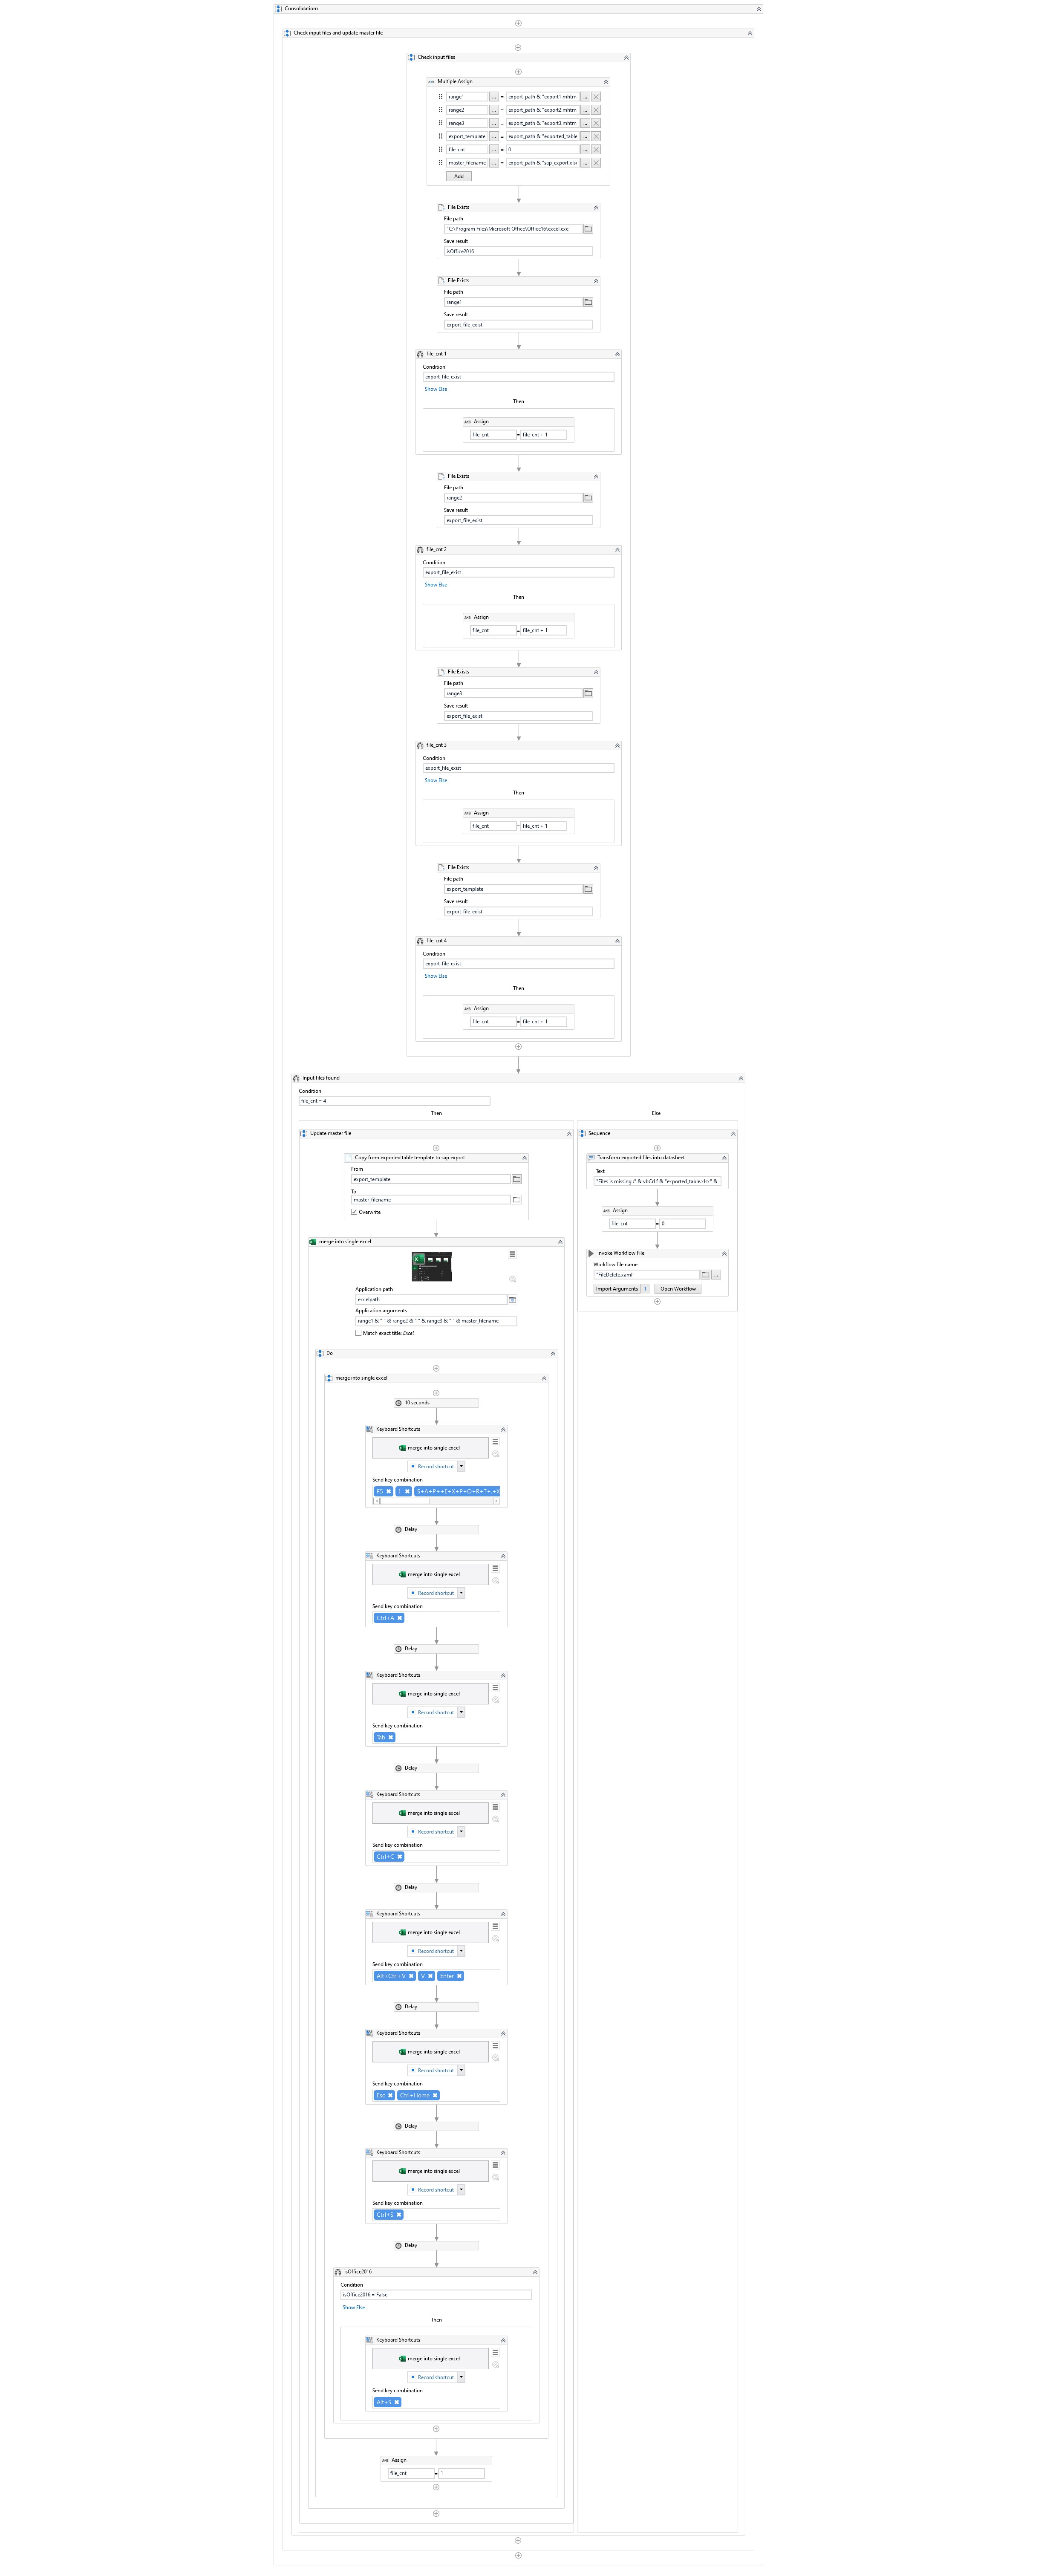 Consolidatiorn
Check input files and update master file
Check input files
Multiple Assign
range1 ... = export_path & "export1.mhtm ...
range2 ... = export_path & "export2.mhtm ...
range3 ... = export_path & "export3.mhtm ...
export_template ... = export_path & "exported_table ...
file_cnt ... = 0 ...
master_filename ... = export_path & "sap_export.xlsx ...
Add
File Exists
File path
"C:\Program Files\Microsoft Office\Office16\excel.exe"
Save result
isOffice2016
File Exists
File path
range1
Save result
export_file_exist
file_cnt 1
Condition
export_file_exist
Show Else
Then
Assign
file_cnt = file_cnt + 1
File Exists
File path
range2
Save result
export_file_exist
file_cnt 2
Condition
export_file_exist
Show Else
Then
Assign
file_cnt = file_cnt + 1
File Exists
File path
range3
Save result
export_file_exist
file_cnt 3
Condition
export_file_exist
Show Else
Then
Assign
file_cnt = file_cnt + 1
File Exists
File path
export_template
Save result
export_file_exist
file_cnt 4
Condition
export_file_exist
Show Else
Then
Assign
file_cnt = file_cnt + 1
Input files found
Condition
file_cnt = 4
Then
Update master file
Copy from exported table template to sap export
From
export_template
To
master_filename
Overwrite
merge into single excel
Application path
excelpath
Application arguments
range1 & " " & range2 & " " & range3 & " " & master_filename
Match exact title: Excel
Do
merge into single excel
10 seconds
Keyboard Shortcuts
merge into single excel
Record shortcut
Send key combination
F5 [ S+A+P+_+E+X+P+O+R+T+.+X
Delay
Keyboard Shortcuts
merge into single excel
Record shortcut
Send key combination
Ctrl+A
Delay
Keyboard Shortcuts
merge into single excel
Record shortcut
Send key combination
Tab
Delay
Keyboard Shortcuts
merge into single excel
Record shortcut
Send key combination
Ctrl+C
Delay
Keyboard Shortcuts
merge into single excel
Record shortcut
Send key combination
Alt+Ctrl+V V Enter
Delay
Keyboard Shortcuts
merge into single excel
Record shortcut
Send key combination
Esc Ctrl+Home
Delay
Keyboard Shortcuts
merge into single excel
Record shortcut
Send key combination
Ctrl+S
Delay
isOffice2016
Condition
isOffice2016 = False
Show Else
Then
Keyboard Shortcuts
merge into single excel
Record shortcut
Send key combination
Alt+S
Assign
file_cnt = 1
Else
Sequence
Transform exported files into datasheet
Text
"Files is missing :" & vbCrLf & "exported_table.xlsx" &
Assign
file_cnt = 0
Invoke Workflow File
Workflow file name
"FileDelete.xaml" ...
Import Arguments 1 Open Workflow